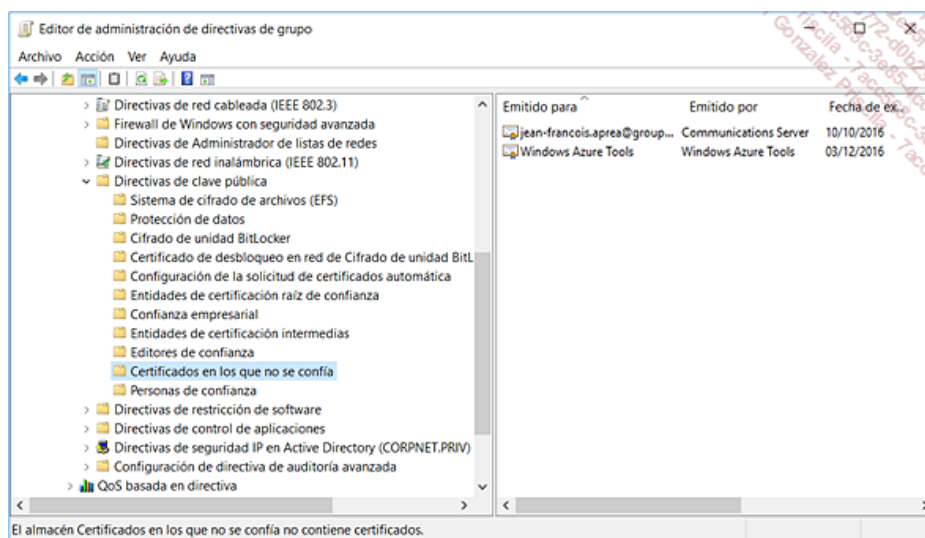 Editor de administración de directivas de grupo
Archivo Acción Ver Ayuda
Directivas de red cableada (IEEE 802.3)
Firewall de Windows con seguridad avanzada
Directivas de Administrador de listas de redes
Directivas de red inalámbrica (IEEE 802.11)
Directivas de clave pública
Sistema de cifrado de archivos (EFS)
Protección de datos
Cifrado de unidad BitLocker
Certificado de desbloqueo en red de Cifrado de unidad BitL
Configuración de la solicitud de certificados automática
Entidades de certificación raíz de confianza
Confianza empresarial
Entidades de certificación intermedias
Editores de confianza
Certificados en los que no se confía
Personas de confianza
Directivas de restricción de software
Directivas de control de aplicaciones
Directivas de seguridad IP en Active Directory (CORPNET.PRIV)
Configuración de directiva de auditoría avanzada
QoS basada en directiva
Emitido para Emitido por Fecha de ex...
jean-francois.aprea@group... Communications Server 10/10/2016
Windows Azure Tools Windows Azure Tools 03/12/2016
El almacén Certificados en los que no se confía no contiene certificados.
Gonzalez Priscila